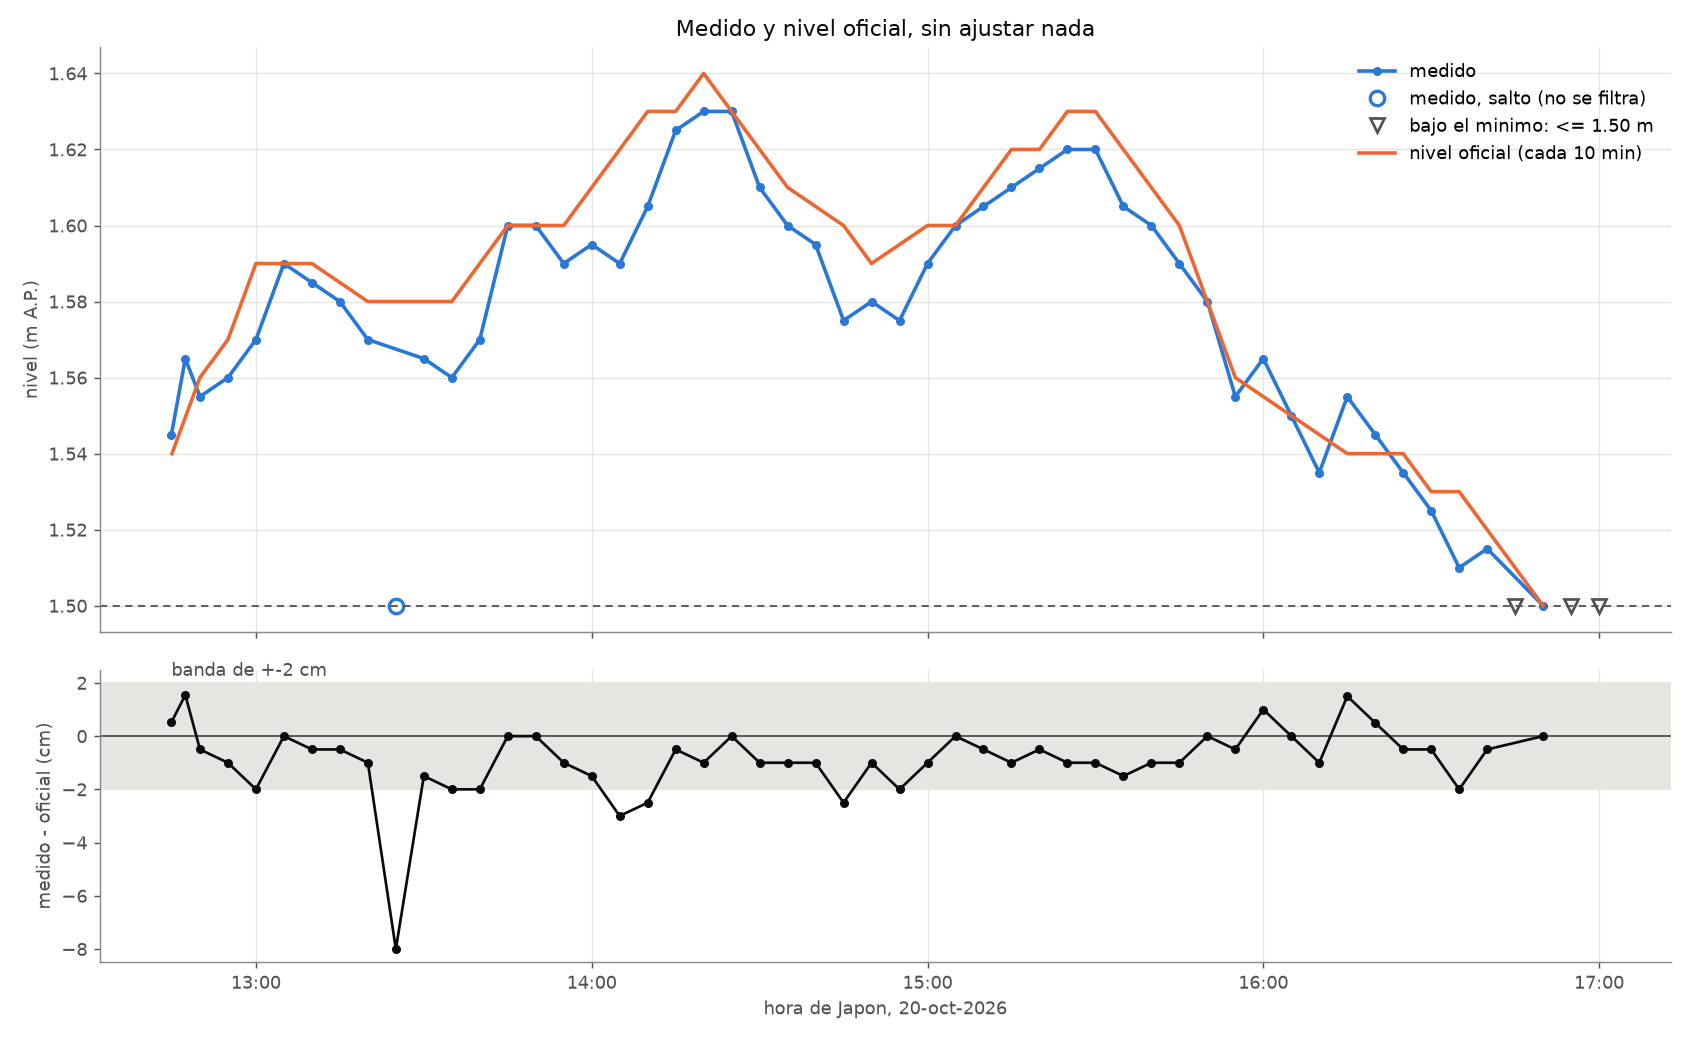 Medido y nivel oficial, sin ajustar nada
medido
medido, salto (no se filtra)
bajo el minimo: <= 1.50 m
nivel oficial (cada 10 min)
nivel (m A.P.)
1.64
1.62
1.60
1.58
1.56
1.54
1.52
1.50
banda de +-2 cm
medido - oficial (cm)
2
0
−2
−4
−6
−8
13:00 14:00 15:00 16:00 17:00
hora de Japon, 20-oct-2026